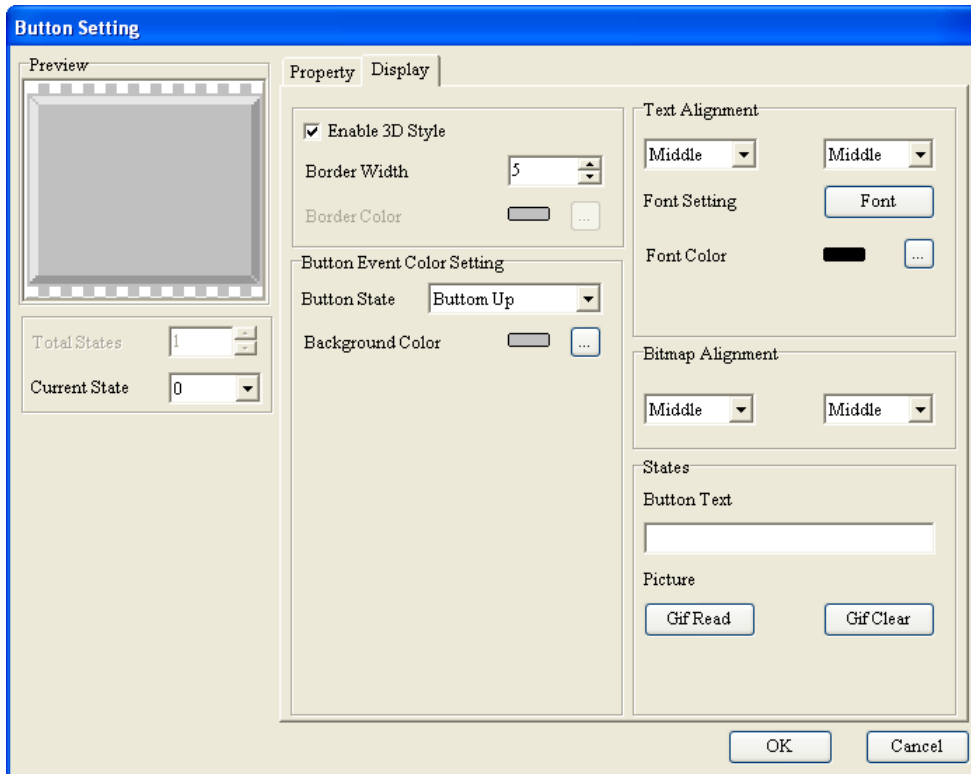 Button Setting
Preview
Property Display
Enable 3D Style
Border Width 5
Border Color ...
Button Event Color Setting
Button State Buttom Up
Background Color ...
Total States 1
Current State 0
Text Alignment
Middle Middle
Font Setting Font
Font Color ...
Bitmap Alignment
Middle Middle
States
Button Text
Picture
Gif Read Gif Clear
OK Cancel